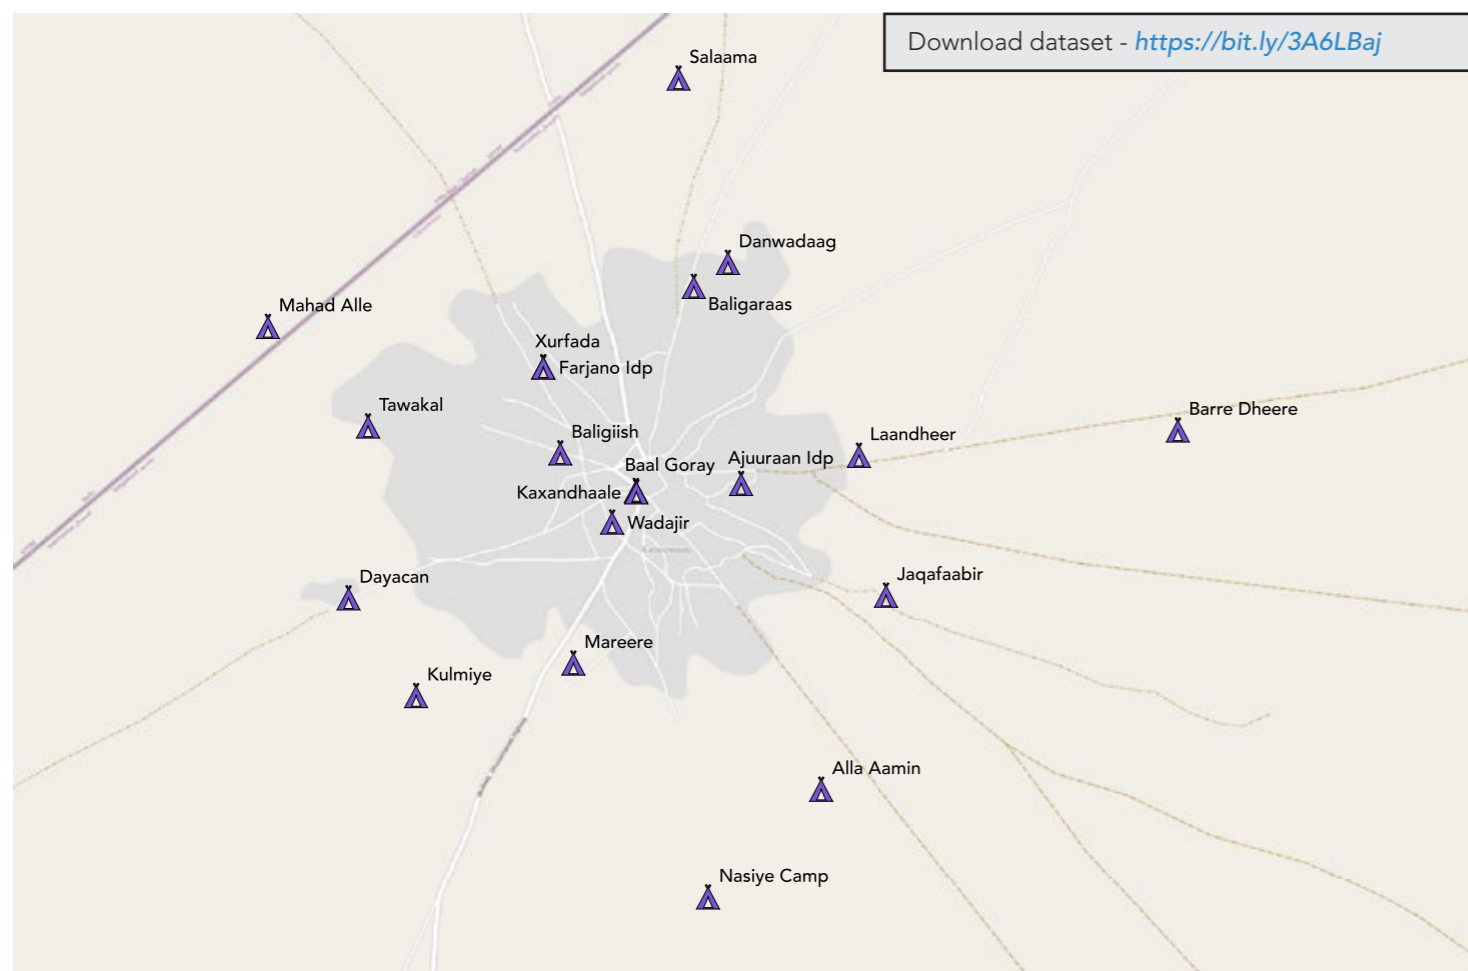 Download dataset - https://bit.ly/3A6LBaj
Salaama
Danwadaag
Baligaraas
Mahad Alle
Xurfada
Farjano Idp
Tawakal
Barre Dheere
Baligiish
Laandheer
Baal Goray
Ajuuraan Idp
Kaxandhaale
Wadajir
Dayacan
Jaqafaabir
Mareere
Kulmiye
Alla Aamin
Nasiye Camp